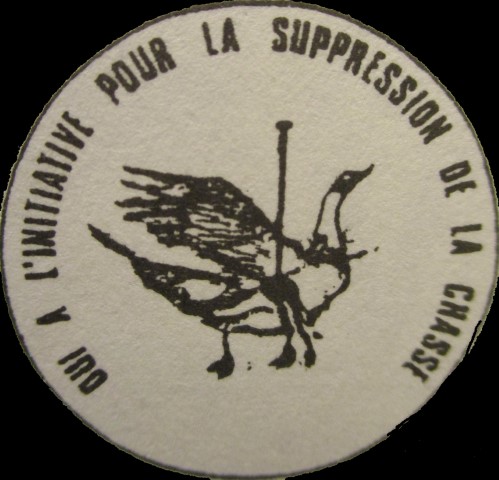 OUI A L'INITIATIVE POUR LA SUPPRESSION DE LA CHASSE